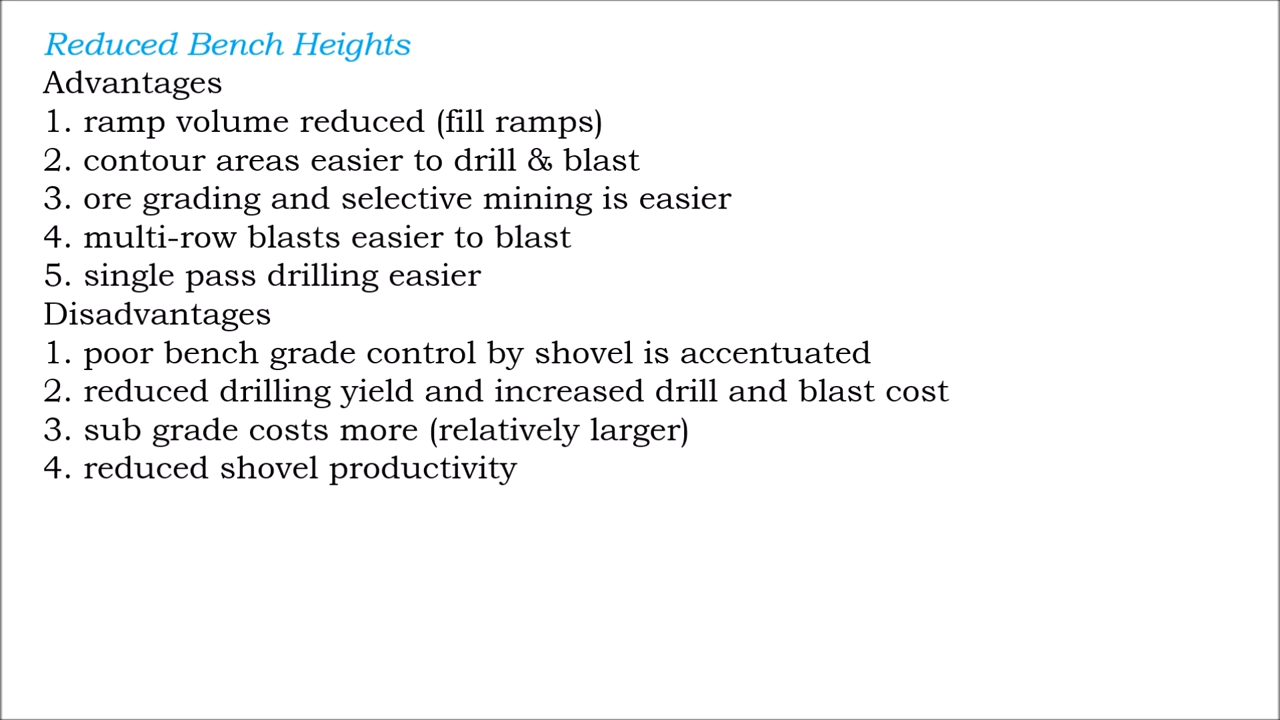 Reduced Bench Heights
Advantages
1. ramp volume reduced (fill ramps)
2. contour areas easier to drill & blast
3. ore grading and selective mining is easier
4. multi-row blasts easier to blast
5. single pass drilling easier
Disadvantages
1. poor bench grade control by shovel is accentuated
2. reduced drilling yield and increased drill and blast cost
3. sub grade costs more (relatively larger)
4. reduced shovel productivity